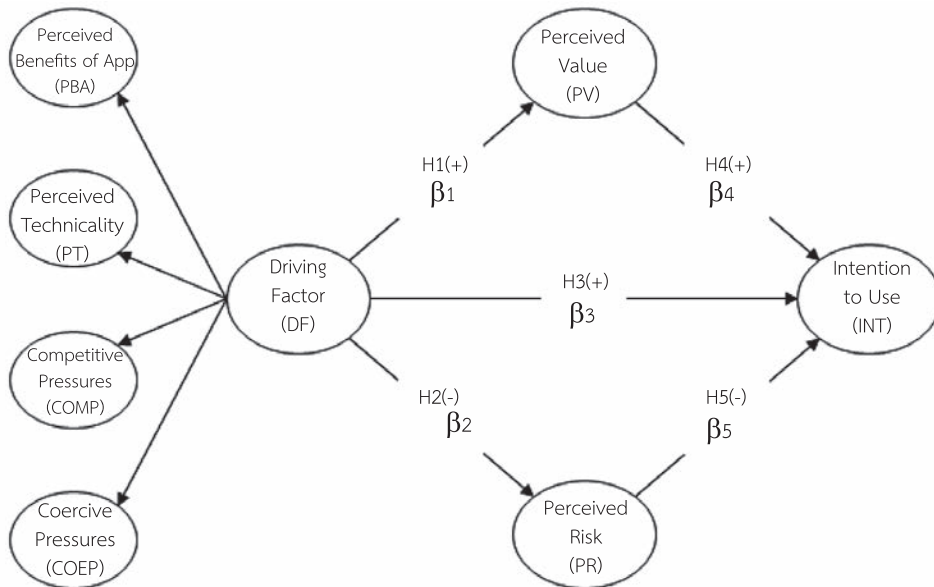 Perceived
Benefits of App
(PBA)
Perceived
Technicality
(PT)
Competitive
Pressures
(COMP)
Coercive
Pressures
(COEP)
Driving
Factor
(DF)
H1(+)
β1
H2(-)
β2
H3(+)
β3
Perceived
Value
(PV)
Perceived
Risk
(PR)
H4(+)
β4
H5(-)
β5
Intention
to Use
(INT)